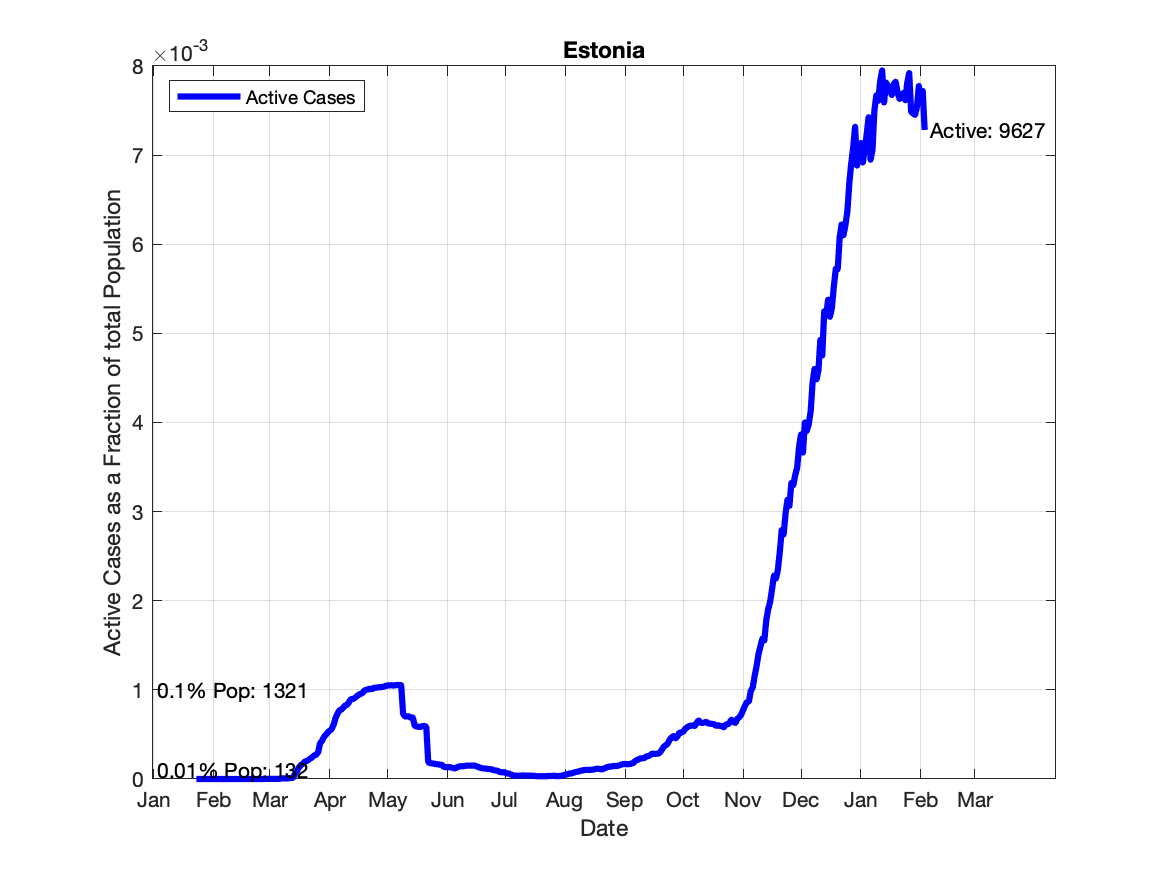 Estonia
×10-3
Active Cases
Active: 9627
0.1% Pop: 1321
0.01% Pop: 132
8
7
6
5
4
3
2
1
0
Active Cases as a Fraction of total Population
Jan Feb Mar Apr May Jun Jul Aug Sep Oct Nov Dec Jan Feb Mar
Date